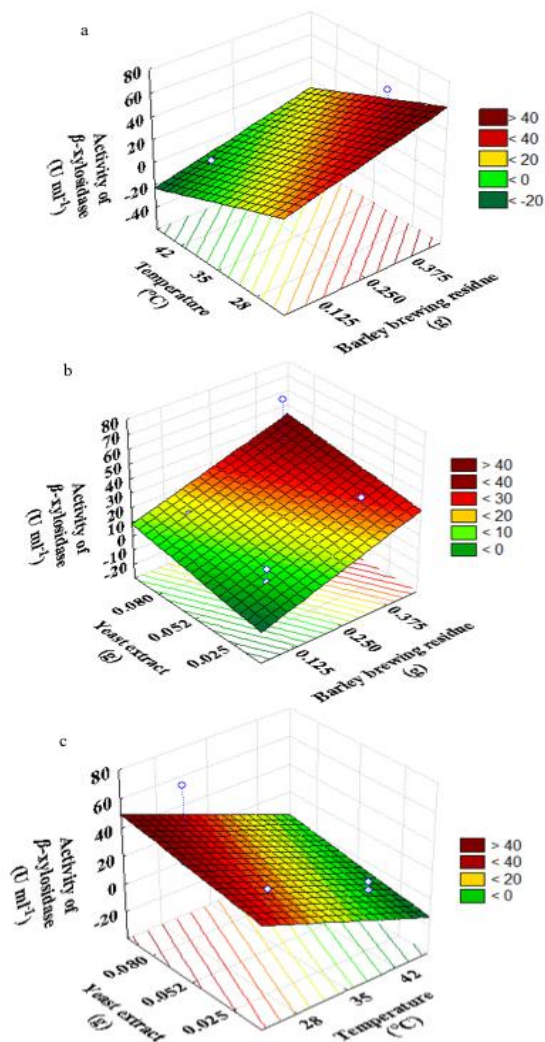 a
80
60
40
20
0
-20
-40
Activity of
β-xylosidase
(U ml⁻¹)
42
35
28
Temperature
(°C)
0.125
0.250
0.375
Barley brewing residue
(g)
> 40
< 40
< 20
< 0
< -20
b
80
70
60
50
40
30
20
10
0
-10
-20
Activity of
β-xylosidase
(U ml⁻¹)
0.080
0.052
0.025
Yeast extract
(g)
0.125
0.250
0.375
Barley brewing residue
(g)
> 40
< 40
< 30
< 20
< 10
< 0
c
80
60
40
20
0
-20
Activity of
β-xylosidase
(U ml⁻¹)
0.080
0.052
0.025
Yeast extract
(g)
28
35
42
Temperature
(°C)
> 40
< 40
< 20
< 0